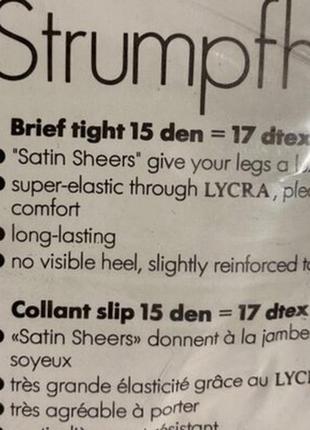 Strumpfh
Brief tight 15 den = 17 dtex
"Satin Sheers" give your legs a
super-elastic through LYCRA,
comfort
long-lasting
no visible heel, slightly reinforced
Collant slip 15 den = 17 dtex
«Satin Sheers» donnent à la jambe
soyeux
très grande élasticité grâce au LYC
très agréable à porter